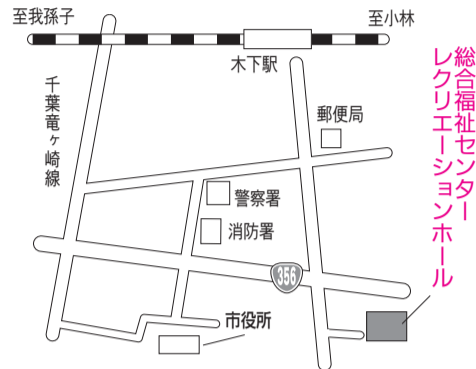 至我孫子
至小林
木下駅
千葉竜ヶ崎線
郵便局
総合福祉センター
レクリエーションホール
警察署
消防署
356
市役所